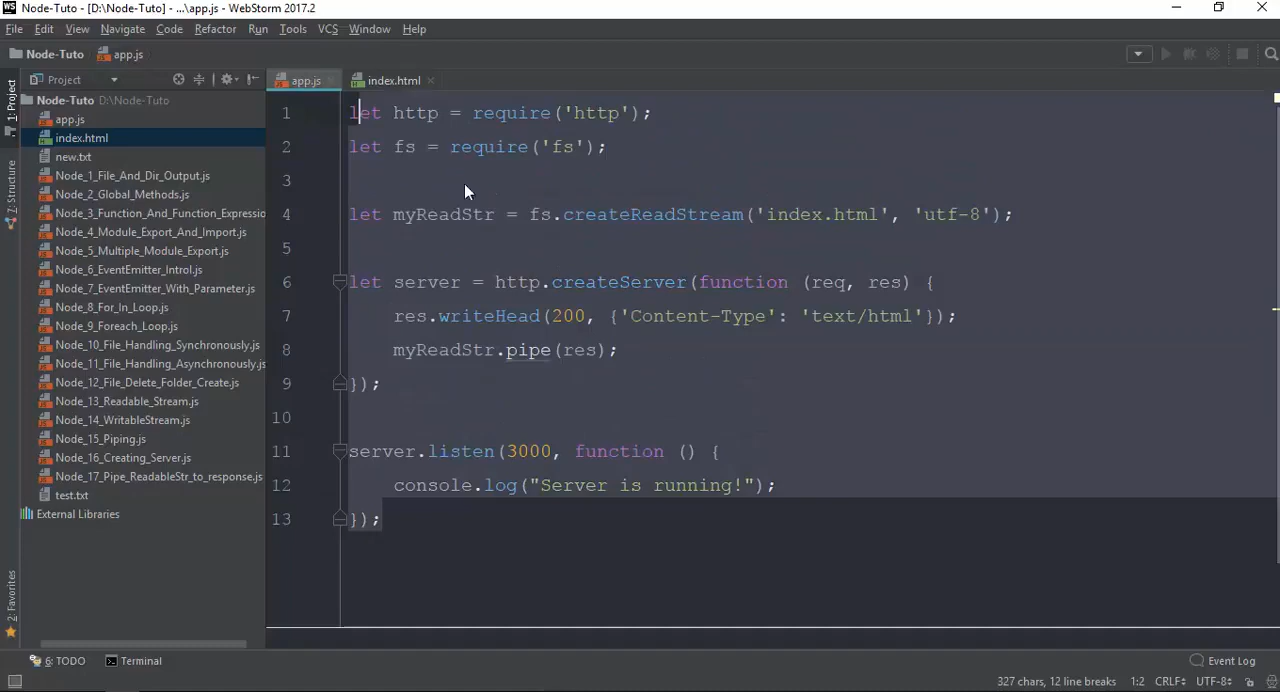 WS Node-Tuto - [D:\Node-Tuto] - ...\app.js - WebStorm 2017.2
File Edit View Navigate Code Refactor Run Tools VCS Window Help
Node-Tuto app.js
1: Project
Z: Structure
2: Favorites
Project
Node-Tuto D:\Node-Tuto
app.js
index.html
new.txt
Node_1_File_And_Dir_Output.js
Node_2_Global_Methods.js
Node_3_Function_And_Function_Expressio
Node_4_Module_Export_And_Import.js
Node_5_Multiple_Module_Export.js
Node_6_EventEmitter_Introl.js
Node_7_EventEmitter_With_Parameter.js
Node_8_For_In_Loop.js
Node_9_Foreach_Loop.js
Node_10_File_Handling_Synchronously.js
Node_11_File_Handling_Asynchronously.js
Node_12_File_Delete_Folder_Create.js
Node_13_Readable_Stream.js
Node_14_WritableStream.js
Node_15_Piping.js
Node_16_Creating_Server.js
Node_17_Pipe_ReadableStr_to_response.js
test.txt
External Libraries
app.js index.html
1 let http = require('http');
2 let fs = require('fs');
3
4 let myReadStr = fs.createReadStream('index.html', 'utf-8');
5
6 let server = http.createServer(function (req, res) {
7 res.writeHead(200, {'Content-Type': 'text/html'});
8 myReadStr.pipe(res);
9 });
10
11 server.listen(3000, function () {
12 console.log("Server is running!");
13 });
6: TODO Terminal Event Log
327 chars, 12 line breaks 1:2 CRLF UTF-8